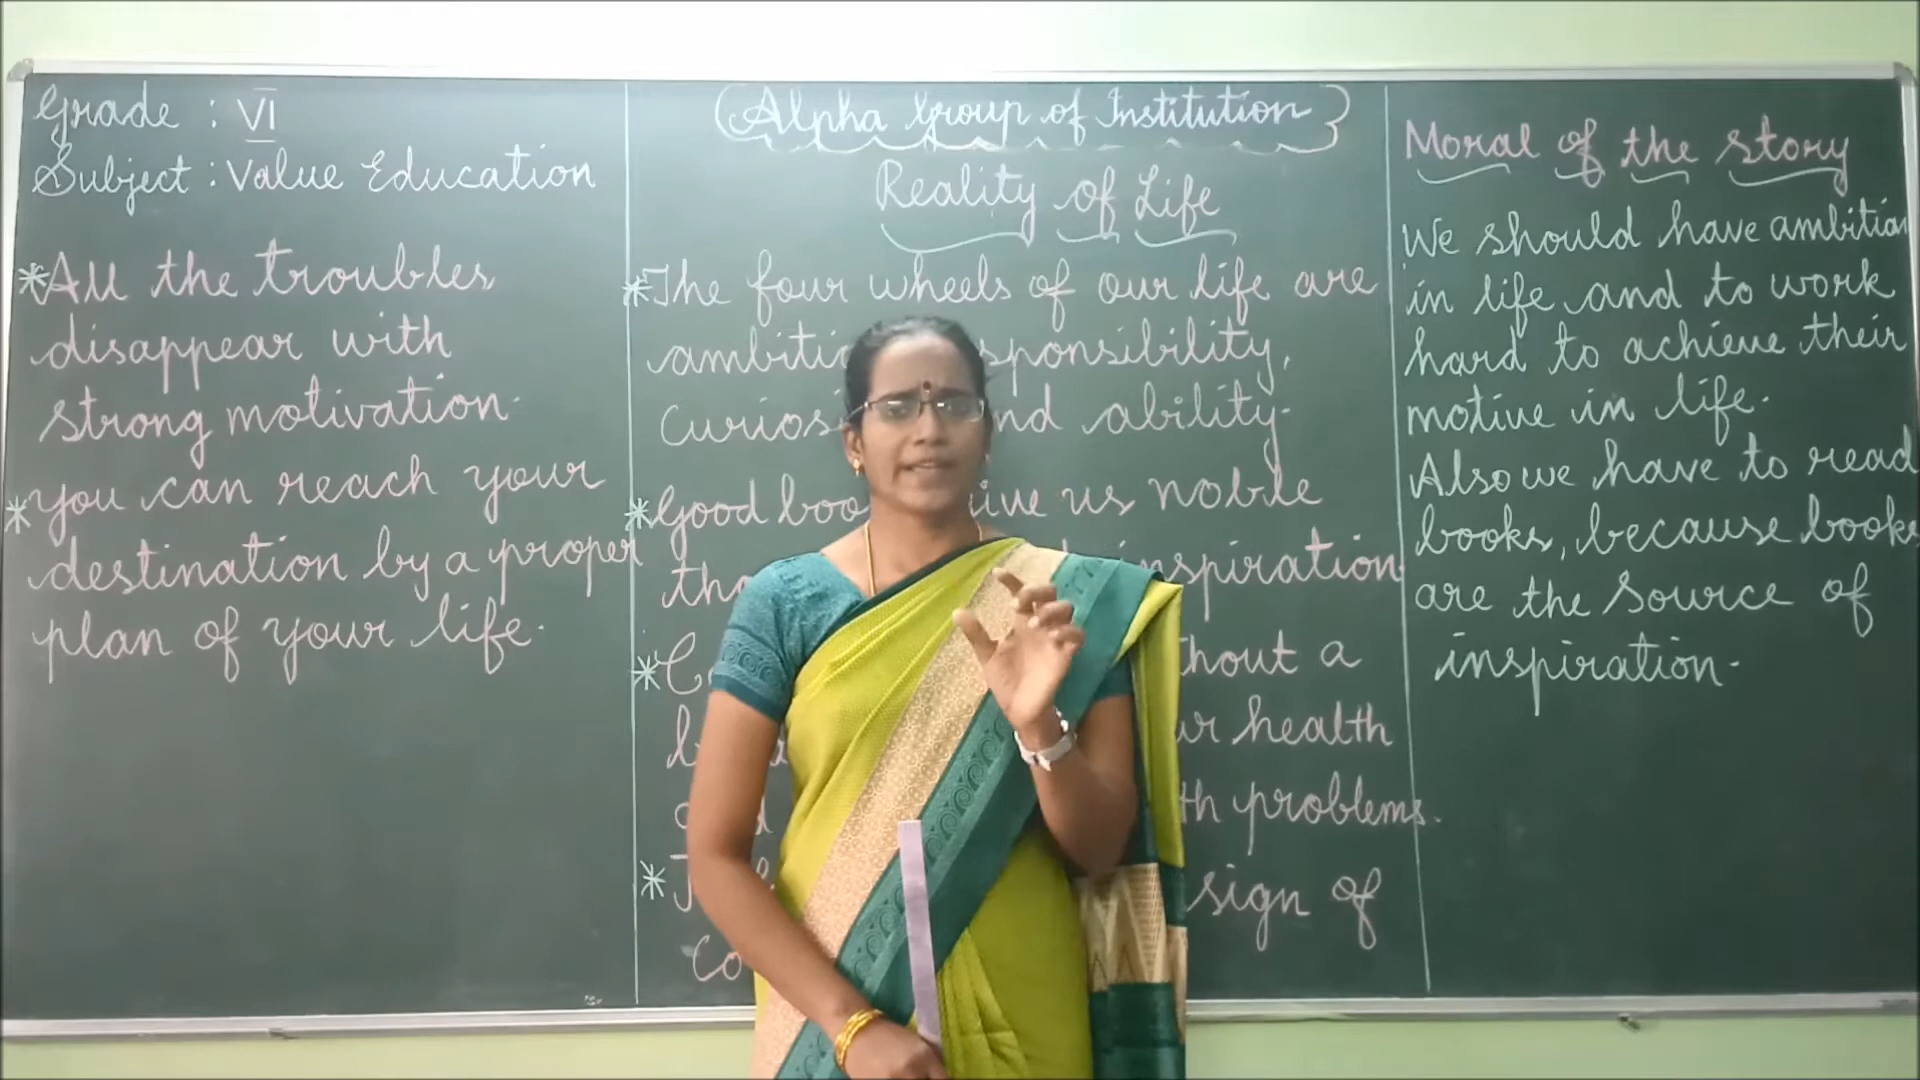 Grade : VI
Subject : Value Education
*All the troubles
disappear with
strong motivation.
*You can reach your
destination by a proper
plan of your life.
Alpha Group of Institution
Reality of Life
*The four wheels of our life are
curiosi nd ability.
*Good boo ive us noble
nspiration
* thout a
ur health
th problems.
* sign of
Co
Moral of the story
We should have ambition
in life and to work
hard to achieve their
motive in life.
Also we have to read
books, because books
are the source of
inspiration.